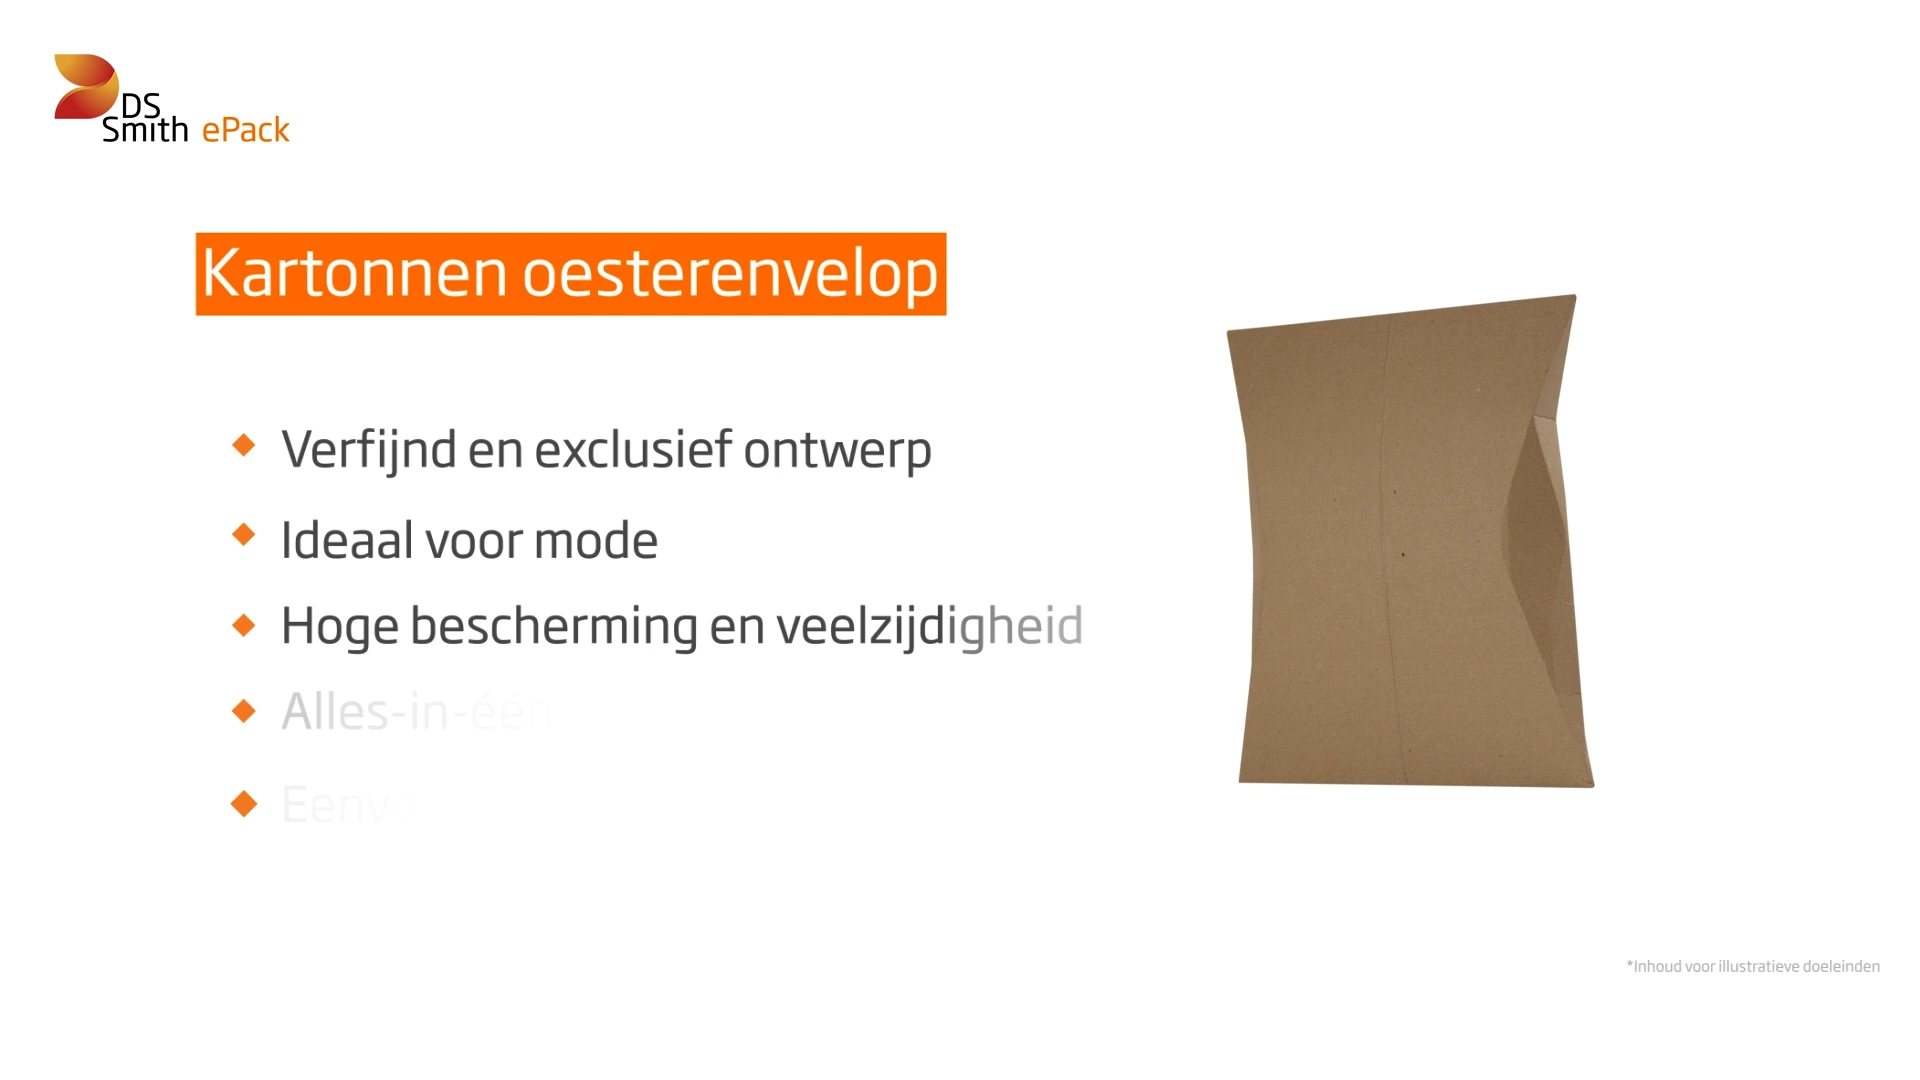 DS
Smith ePack
Kartonnen oesterenvelop
Verfijnd en exclusief ontwerp
Ideaal voor mode
Hoge bescherming en veelzijdigheid
Alles-in-één
*Inhoud voor illustratieve doeleinden